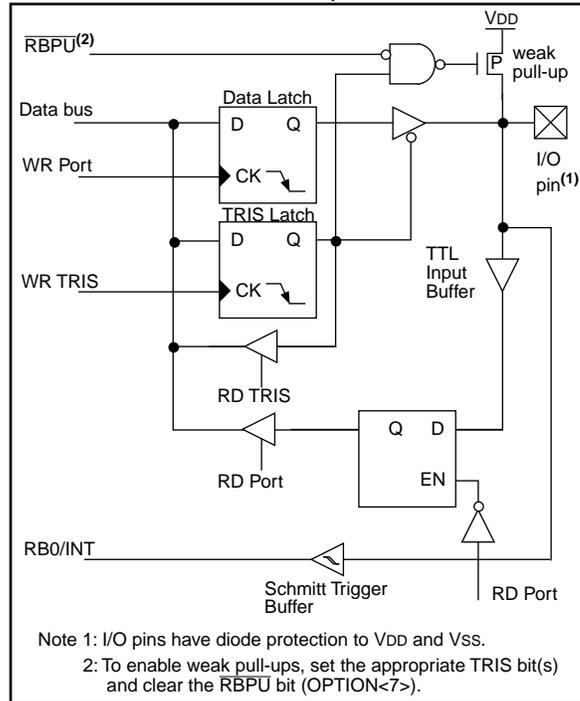 VDD
RBPU(2)
weak
pull-up
P
Data bus
Data Latch
D Q
WR Port
CK
I/O
pin(1)
TRIS Latch
D Q
TTL
Input
Buffer
WR TRIS
CK
RD TRIS
Q D
RD Port
EN
RB0/INT
Schmitt Trigger
Buffer
RD Port
Note 1: I/O pins have diode protection to VDD and VSS.
2: To enable weak pull-ups, set the appropriate TRIS bit(s)
and clear the RBPU bit (OPTION<7>).